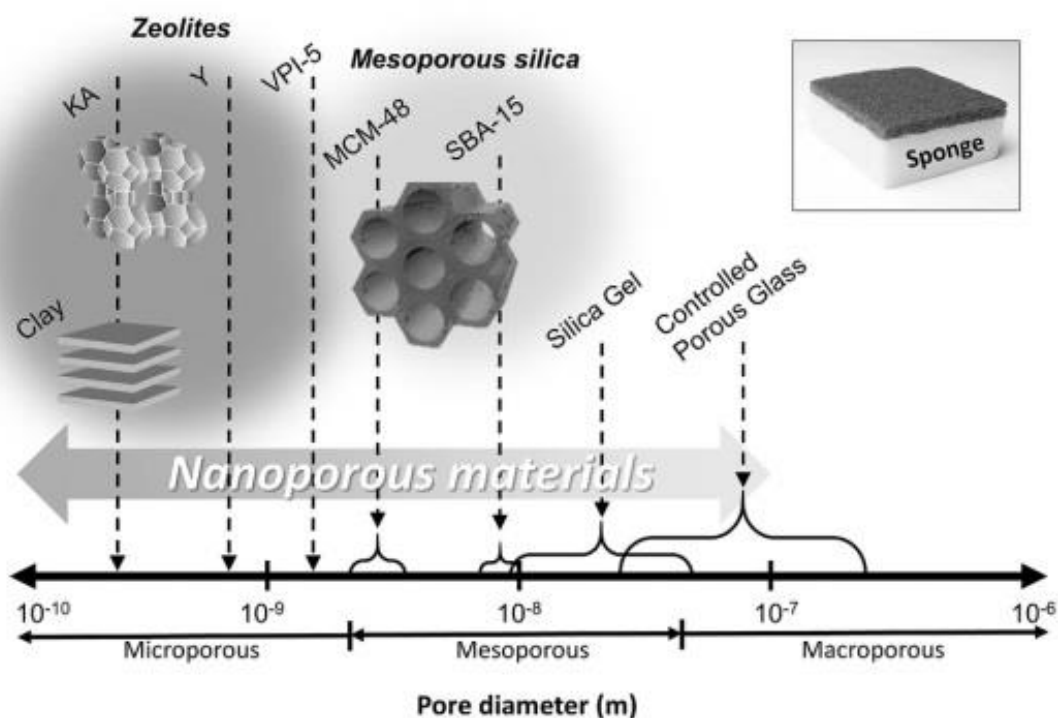 Zeolites
Mesoporous silica
KA
Y
VPI-5
MCM-48
SBA-15
Sponge
Clay
Silica Gel
Controlled
Porous Glass
Nanoporous materials
10-10
10-9
10-8
10-7
10-6
Microporous
Mesoporous
Macroporous
Pore diameter (m)